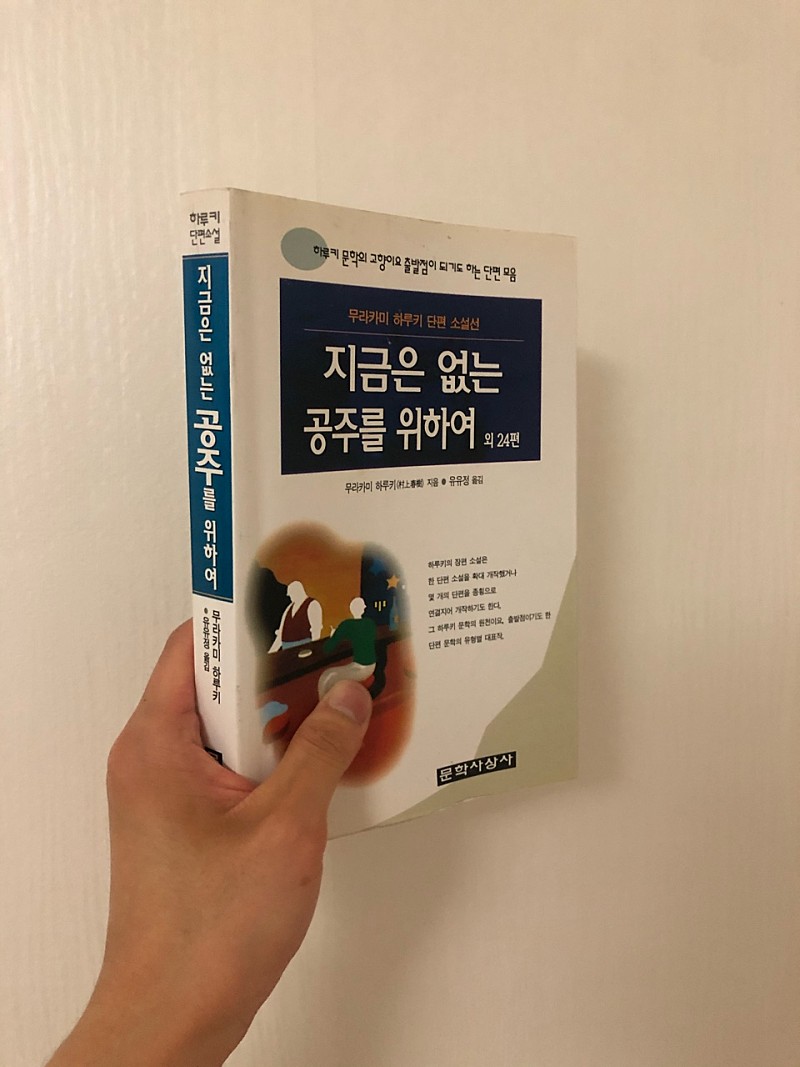 하루키
단편소설
지금은 없는 공주를 위하여
무라카미 하루키
● 유유정 옮김
하루키 문학의 고향이요 출발점이 되기도 하는 단편 모음
무라카미 하루키 단편 소설선
지금은 없는
공주를 위하여 외 24편
무라카미 하루키(村上春樹) 지음 ● 유유정 옮김
하루키의 장편 소설은
한 단편 소설을 확대 개작했거나
몇 개의 단편을 종횡으로
연결지어 개작하기도 한다.
그 하루키 문학의 원천이요, 출발점이기도 한
단편 문학의 유형별 대표작.
문학사상사